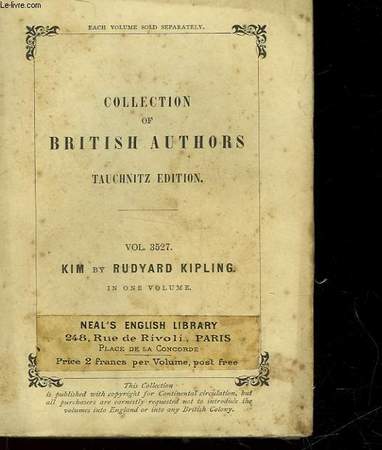 Le-livre.com
EACH VOLUME SOLD SEPARATELY.
COLLECTION
OF
BRITISH AUTHORS
TAUCHNITZ EDITION.
VOL. 3527.
KIM BY RUDYARD KIPLING.
IN ONE VOLUME.
NEAL'S ENGLISH LIBRARY
248, Rue de Rivoli., PARIS
PLACE DE LA CONCORDE
Price 2 francs per Volume, post free
This Collection
is published with copyright for Continental circulation, but
all purchasers are earnestly requested not to introduce the
volumes into England or into any British Colony.